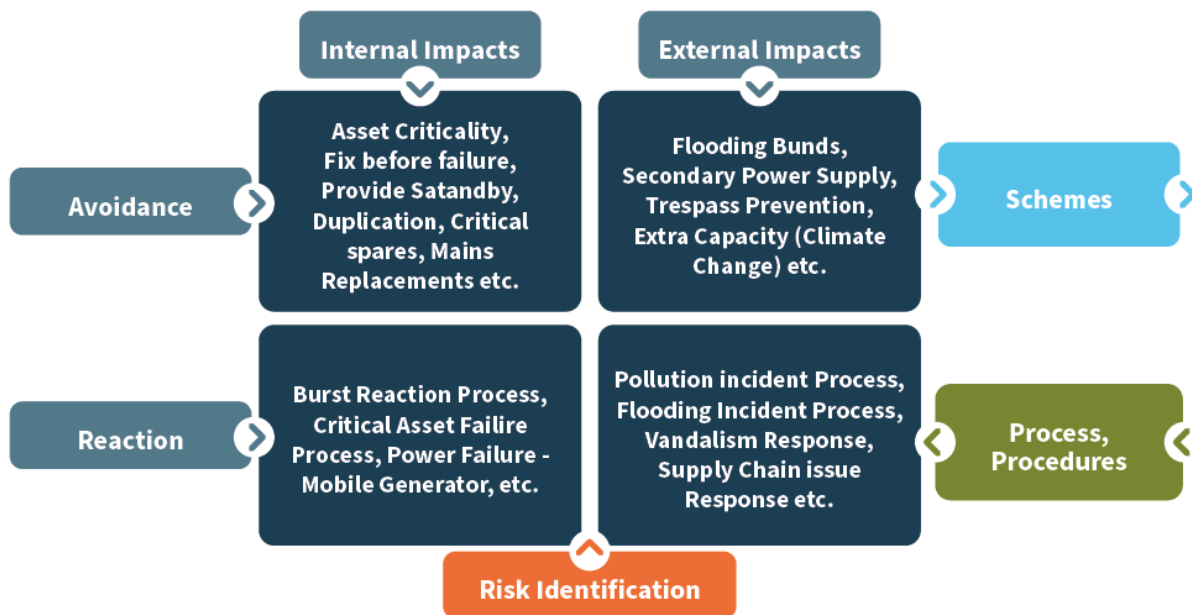 Internal Impacts
External Impacts
Avoidance
Asset Criticality,
Fix before failure,
Provide Satandby,
Duplication, Critical
spares, Mains
Replacements etc.
Flooding Bunds,
Secondary Power Supply,
Trespass Prevention,
Extra Capacity (Climate
Change) etc.
Schemes
Reaction
Burst Reaction Process,
Critical Asset Failire
Process, Power Failure -
Mobile Generator, etc.
Pollution incident Process,
Flooding Incident Process,
Vandalism Response,
Supply Chain issue
Response etc.
Process,
Procedures
Risk Identification